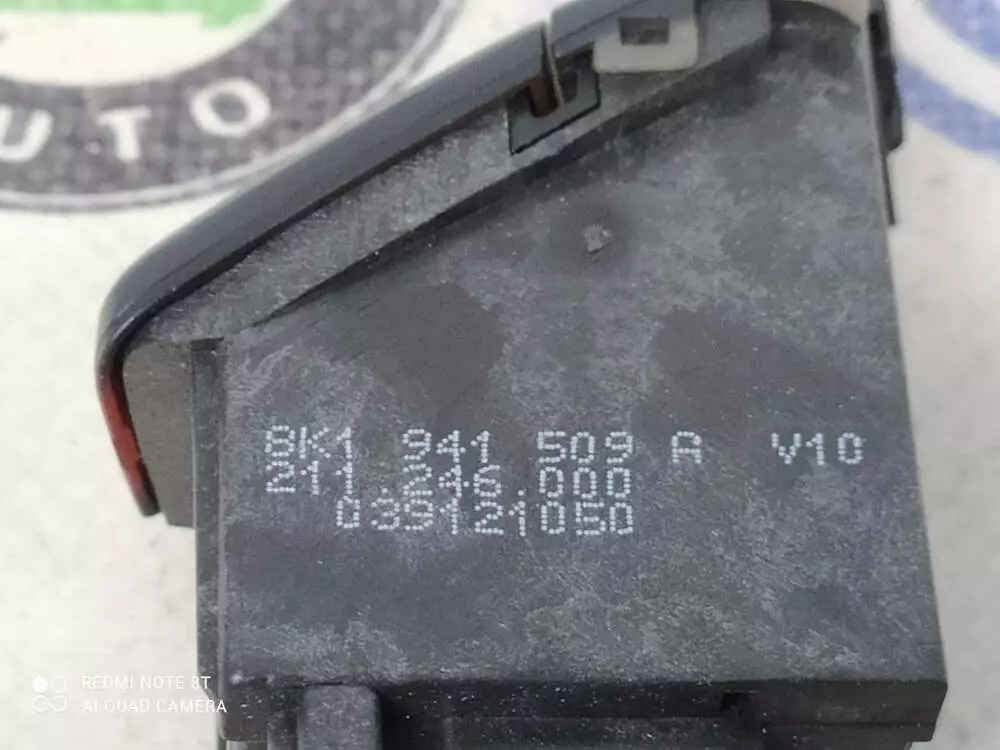 UTO
8K1 941 509 A V10
211.246.000
039121050
REDMI NOTE 8T
AI QUAD CAMERA